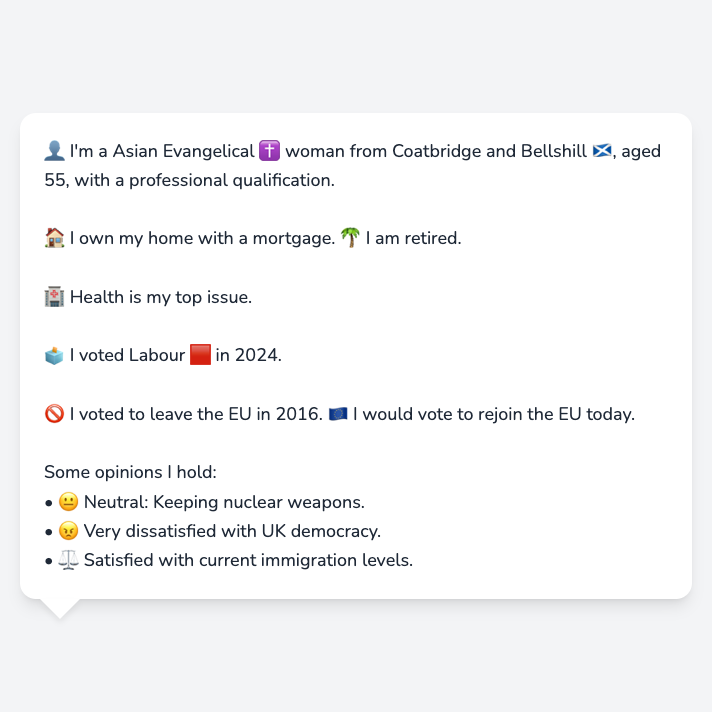 👤 I'm a Asian Evangelical ✝️ woman from Coatbridge and Bellshill 🏴󠁧󠁢󠁳󠁣󠁴󠁿, aged
55, with a professional qualification.
🏠 I own my home with a mortgage. 🌴 I am retired.
🏥 Health is my top issue.
🗳️ I voted Labour 🟥 in 2024.
🚫 I voted to leave the EU in 2016. 🇪🇺 I would vote to rejoin the EU today.
Some opinions I hold:
• 😐 Neutral: Keeping nuclear weapons.
• 😠 Very dissatisfied with UK democracy.
• ⚖️ Satisfied with current immigration levels.